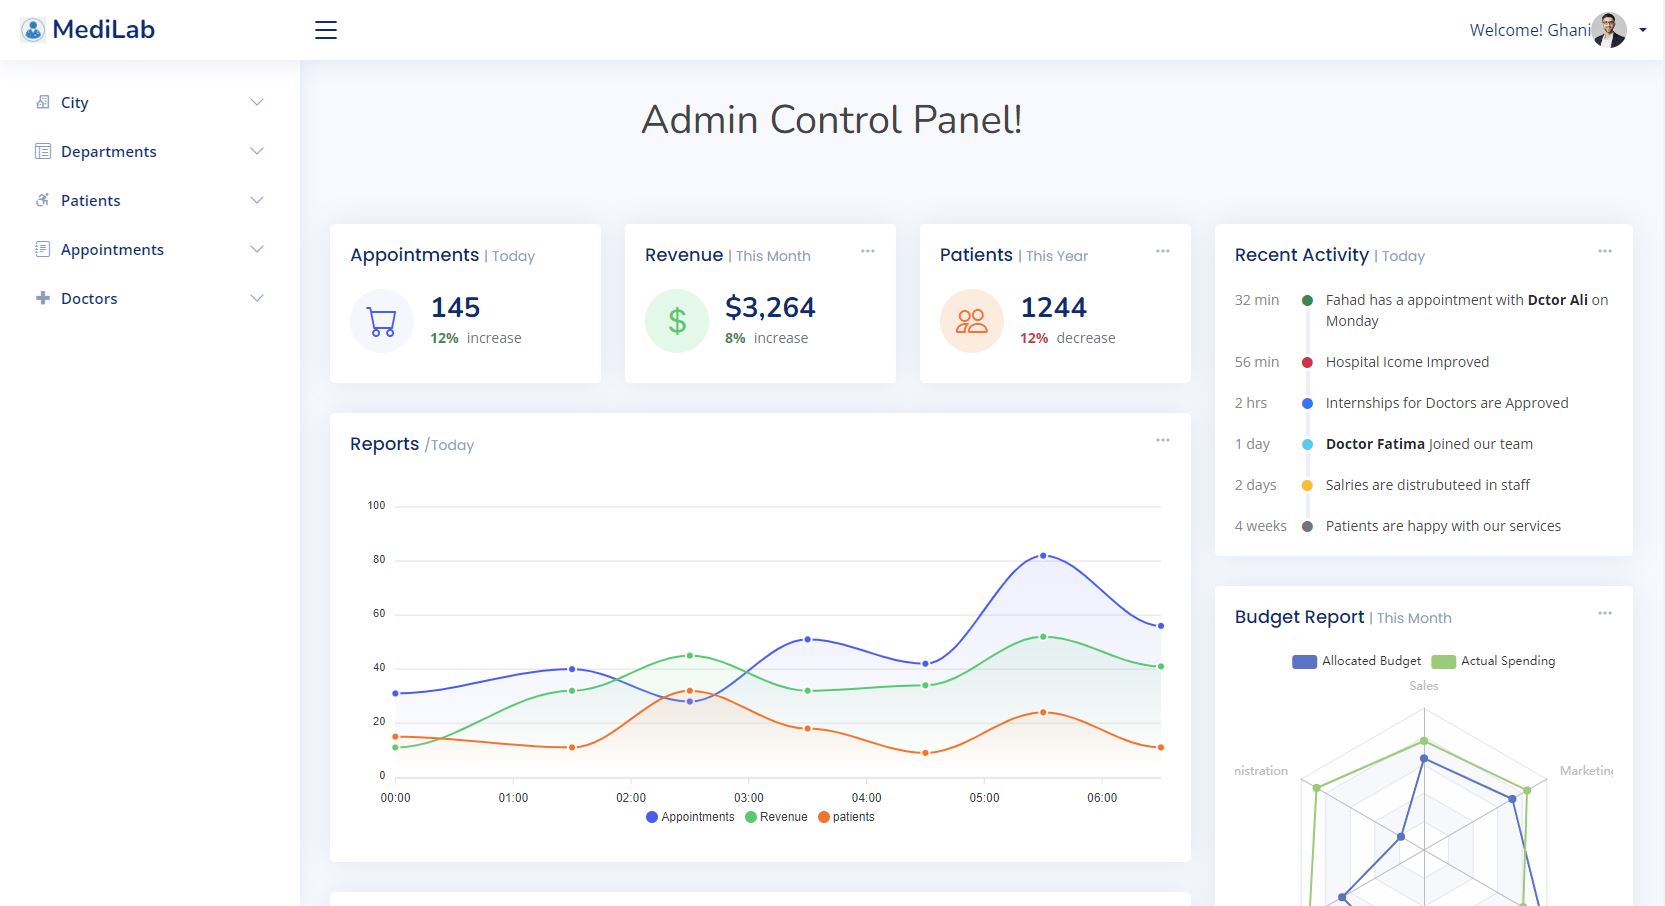 MediLab
Welcome! Ghani
City
Departments
Patients
Appointments
Doctors
Admin Control Panel!
Appointments | Today
145
12% increase
Revenue | This Month
$
$3,264
8% increase
Patients | This Year
1244
12% decrease
Reports /Today
100
80
60
40
20
0
00:00 01:00 02:00 03:00 04:00 05:00 06:00
Appointments Revenue patients
Recent Activity | Today
32 min Fahad has a appointment with Dctor Ali on
Monday
56 min Hospital Icome Improved
2 hrs Internships for Doctors are Approved
1 day Doctor Fatima Joined our team
2 days Salries are distrubuteed in staff
4 weeks Patients are happy with our services
Budget Report | This Month
Allocated Budget Actual Spending
Sales
nistration Marketing